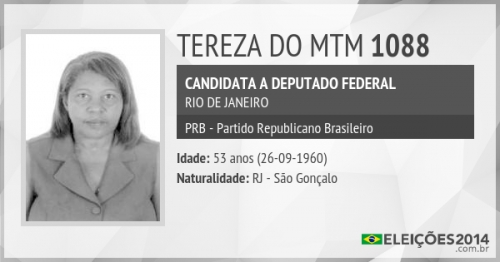 TEREZA DO MTM 1088
CANDIDATA A DEPUTADO FEDERAL
RIO DE JANEIRO
PRB - Partido Republicano Brasileiro
Idade: 53 anos (26-09-1960)
Naturalidade: RJ - São Gonçalo
ELEIÇÕES2014
.com.br